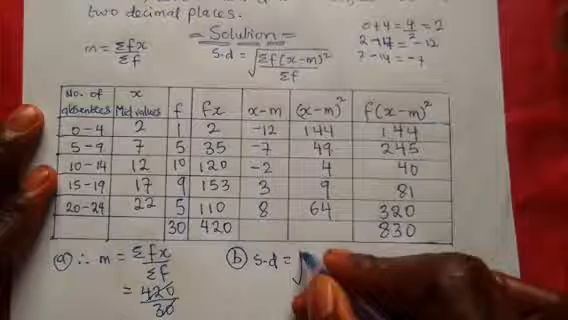 two decimal places.
= Solution =
m = Σfx / Σf
s.d = √Σf(x-m)² / Σf
0+4 = 4/2 = 2
2-14 = -12
7-14 = -7
No. of absentees | x Mid values | f | fx | x-m | (x-m)² | f(x-m)²
0-4 | 2 | 1 | 2 | -12 | 144 | 144
5-9 | 7 | 5 | 35 | -7 | 49 | 245
10-14 | 12 | 10 | 120 | -2 | 4 | 40
15-19 | 17 | 9 | 153 | 3 | 9 | 81
20-24 | 22 | 5 | 110 | 8 | 64 | 320
30 | 420 | 830
(a) ∴ m = Σfx / Σf
= 420 / 30
(b) s.d = √